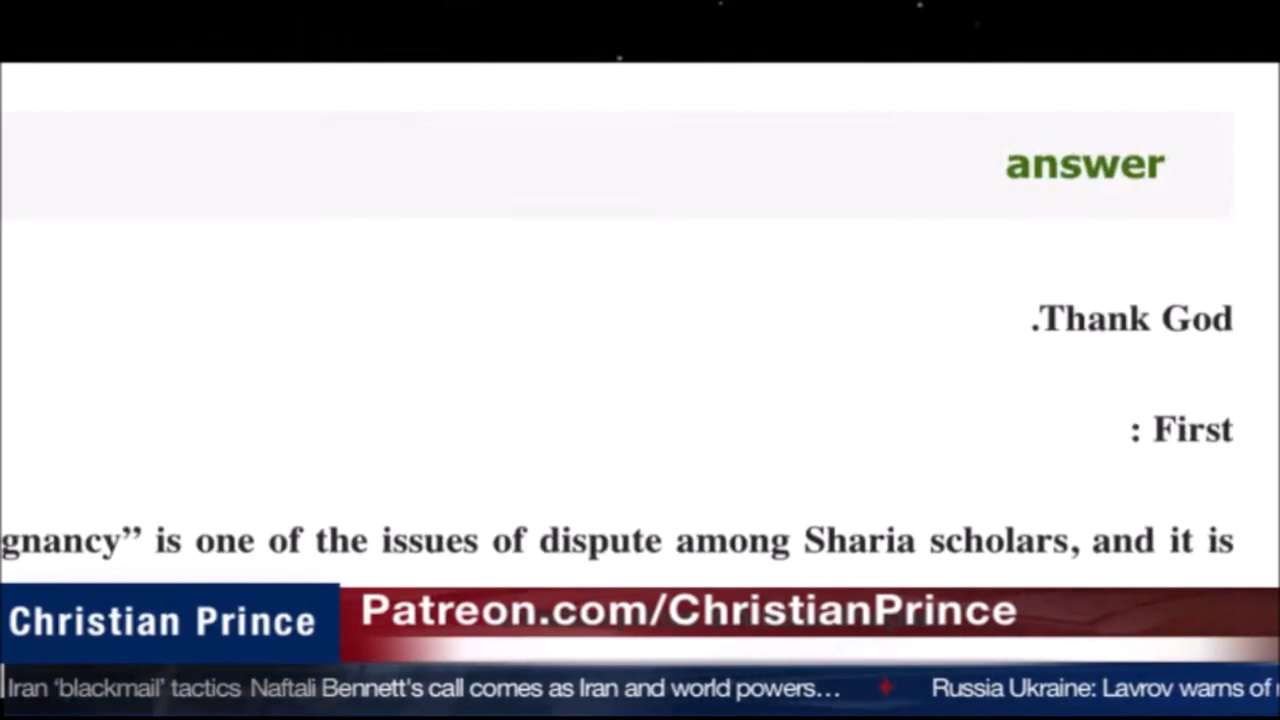 answer
.Thank God
: First
gnancy” is one of the issues of dispute among Sharia scholars, and it is
Christian Prince
Patreon.com/ChristianPrince
Iran ‘blackmail’ tactics Naftali Bennett's call comes as Iran and world powers... Russia Ukraine: Lavrov warns of